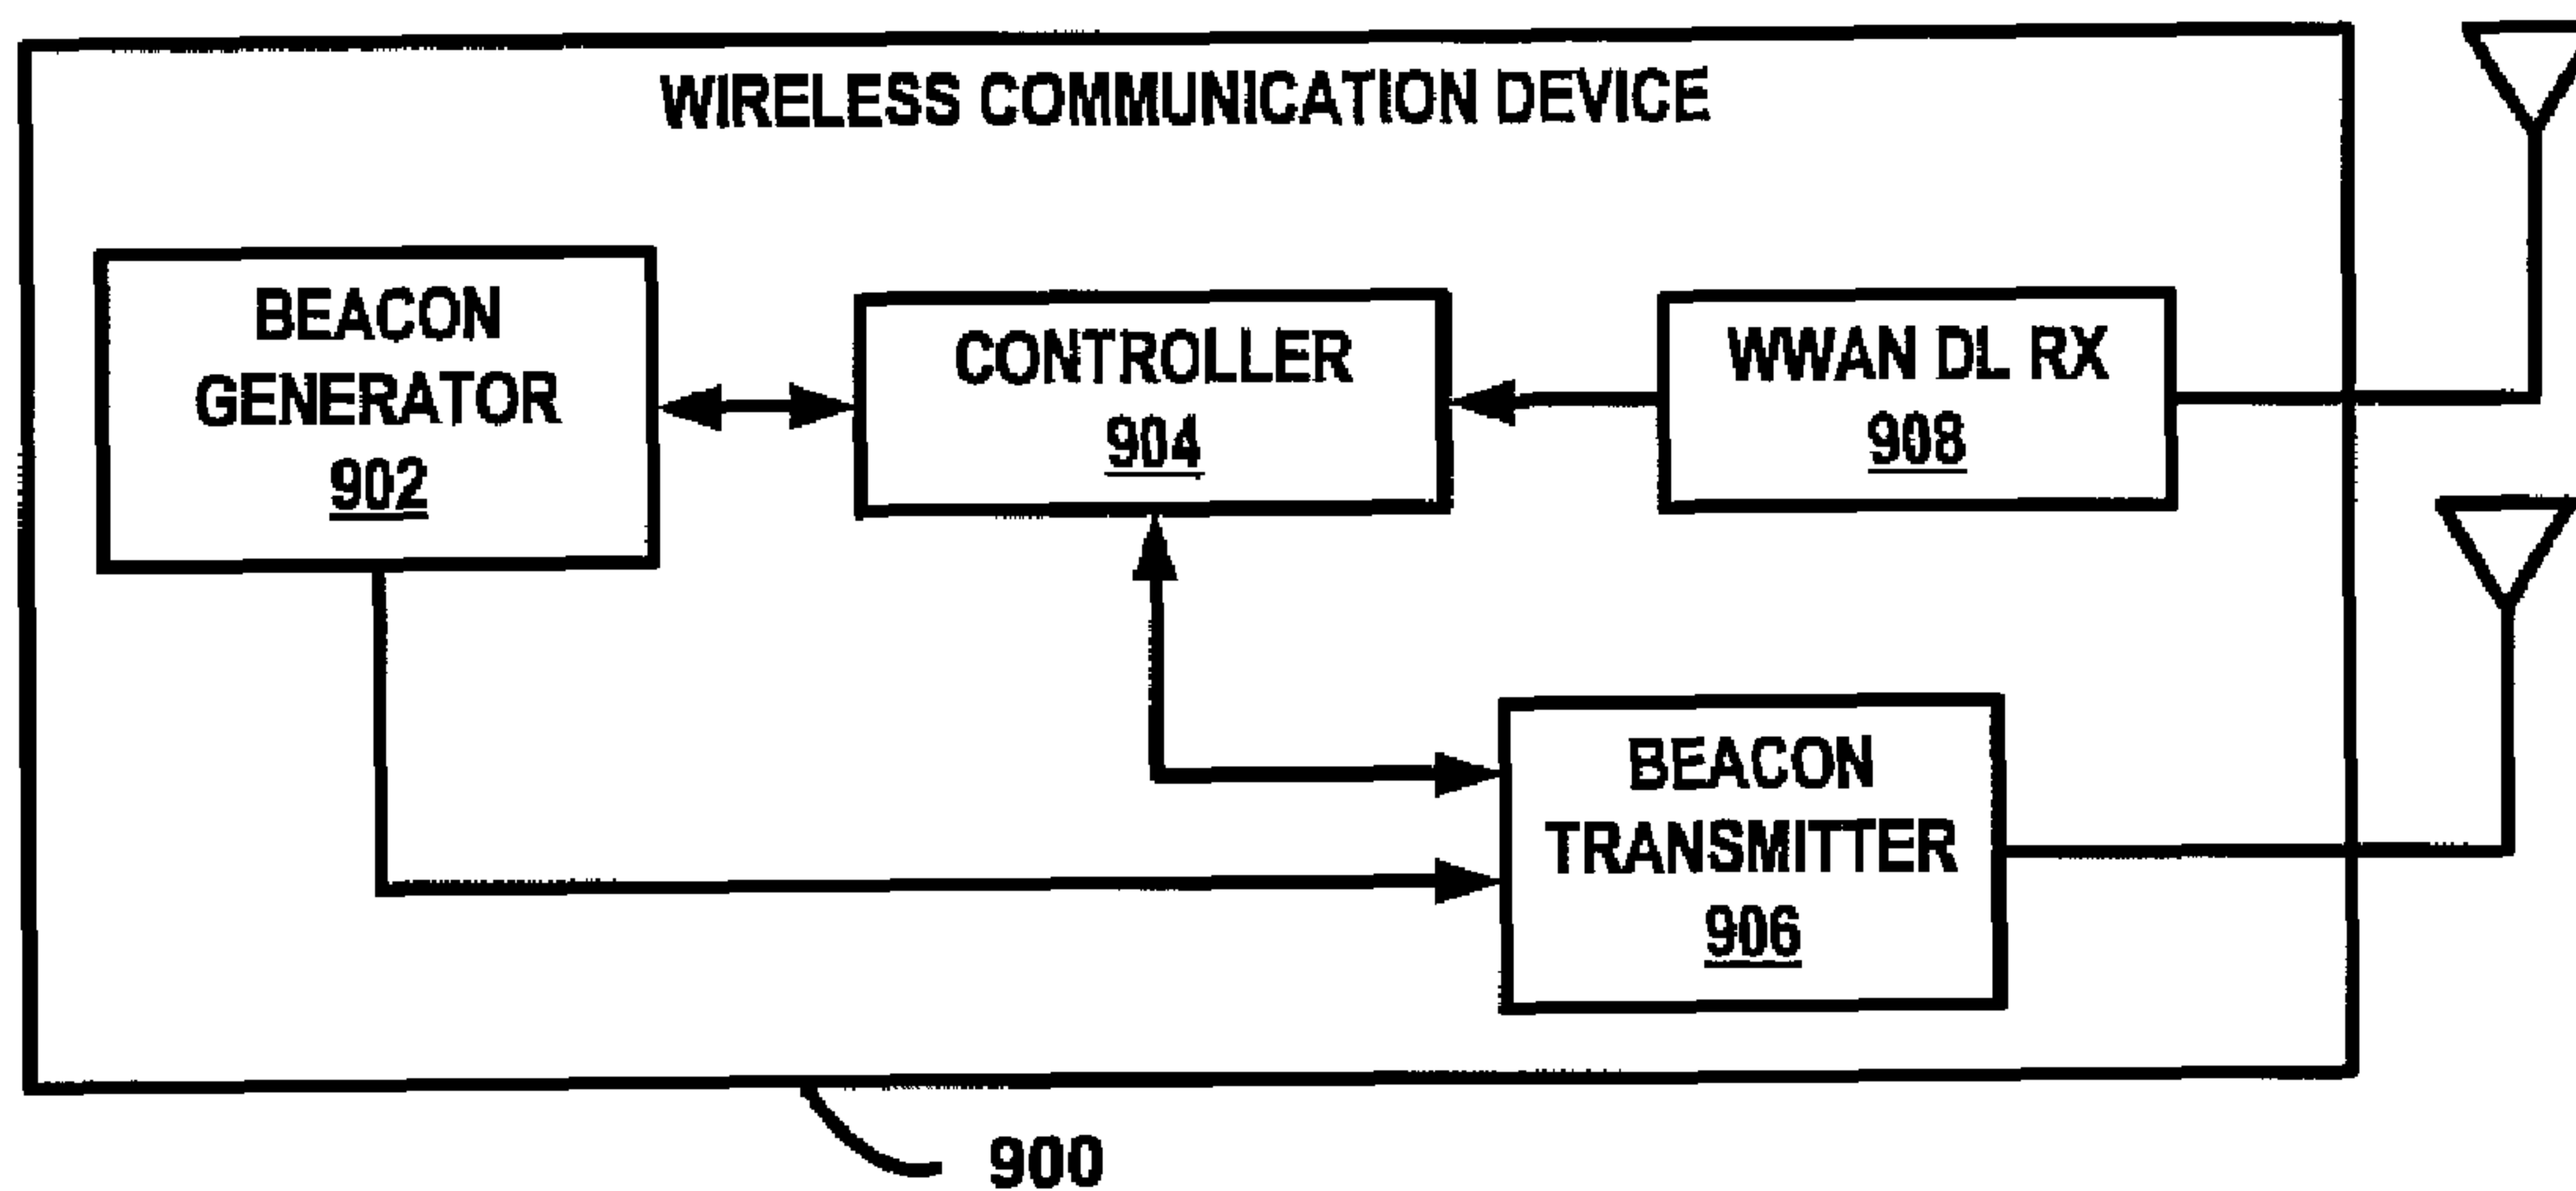 WIRELESS COMMUNICATION DEVICE
BEACON
GENERATOR
902
CONTROLLER
904
WWAN DL RX
908
BEACON
TRANSMITTER
906
900